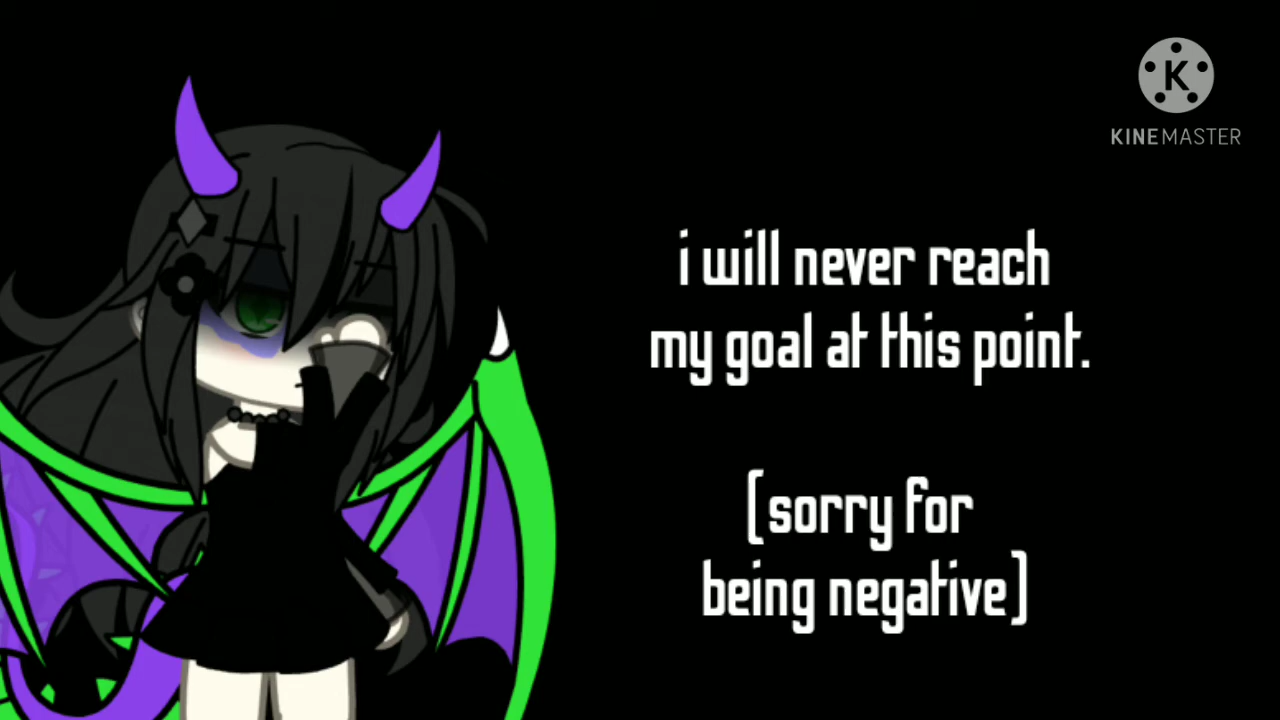 K
KINEMASTER
i will never reach
my goal at this point.
(sorry for
being negative)